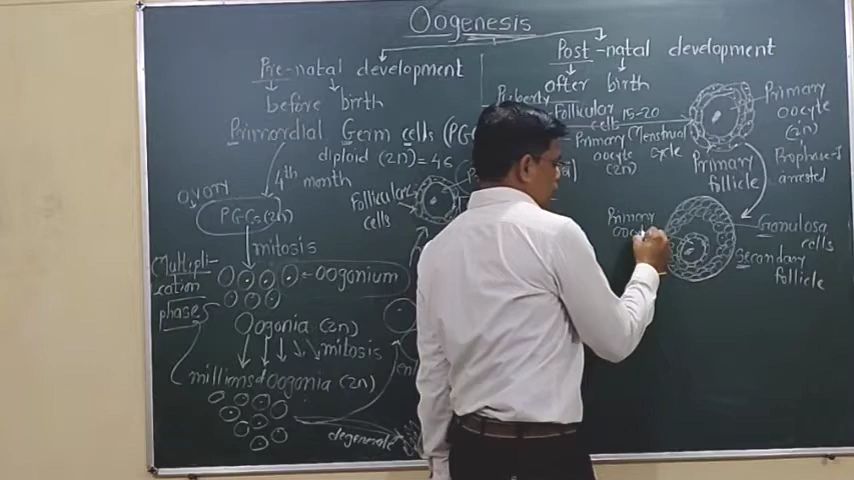 Oogenesis
Pre-natal development
before birth
Primordial Germ cells (PG
diploid (2n) = 46
4th
month
ovary
PGCs (2n)
Follicular
cells
mitosis
Multipli-
cation
phase
Oogonium
Oogonia (2n)
mitosis
millions of Oogonia (2n)
degenerate
Post-natal development
after birth
Puberty
Follicular
cells
15-20
Primary
oocyte
(2n)
Menstrual
cycle
Primary
oocyte
(2n)
Prophase-I
arrested
Primary
follicle
Primary
Granulosa
cells
Secondary
follicle